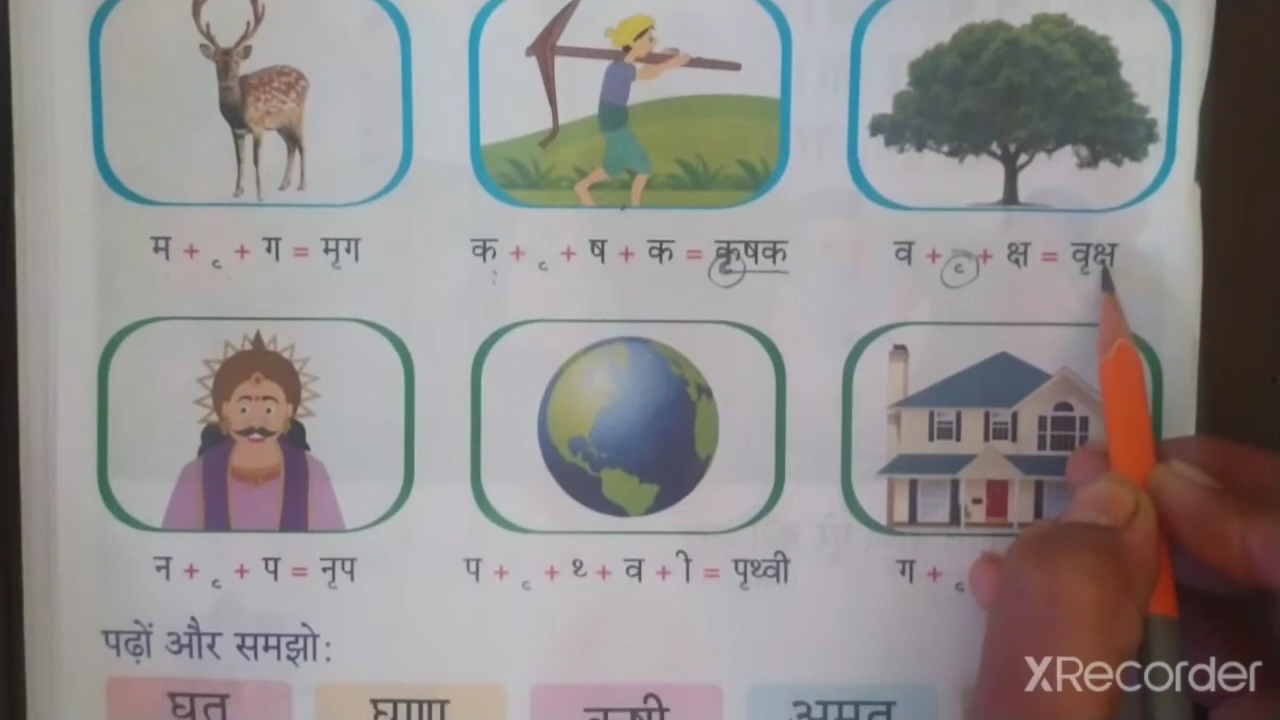 म + ृ + ग = मृग
क + ृ + ष + क = कृषक
व + ृ + क्ष = वृक्ष
न + ृ + प = नृप
प + ृ + थ् + व + ी = पृथ्वी
ग + ृ
पढ़ों और समझो:
XRecorder